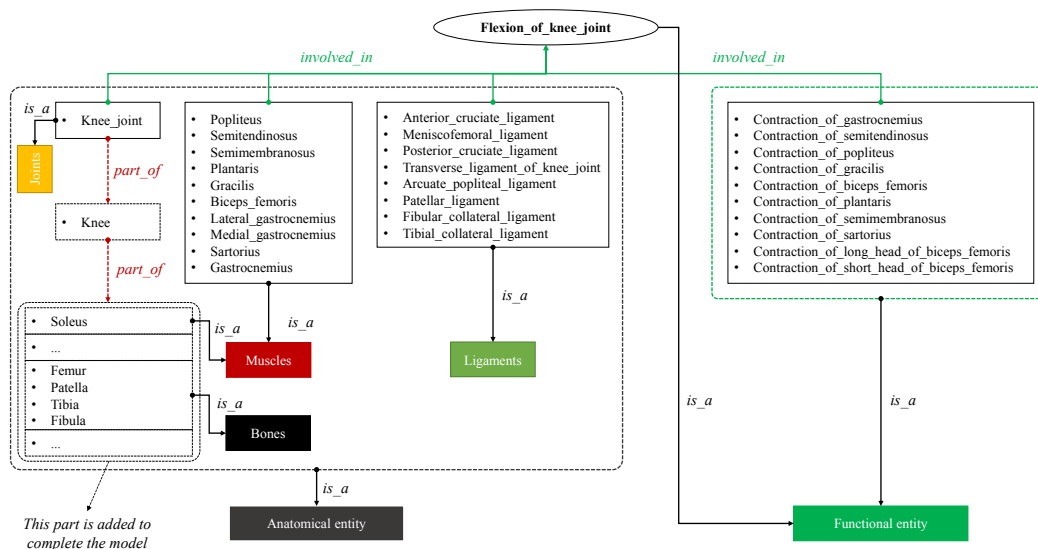 Flexion_of_knee_joint
involved_in
involved_in
is_a
• Knee_joint
Joints
part_of
• Knee
part_of
• Popliteus
• Semitendinosus
• Semimembranosus
• Plantaris
• Gracilis
• Biceps_femoris
• Lateral_gastrocnemius
• Medial_gastrocnemius
• Sartorius
• Gastrocnemius
• Anterior_cruciate_ligament
• Meniscofemoral_ligament
• Posterior_cruciate_ligament
• Transverse_ligament_of_knee_joint
• Arcuate_popliteal_ligament
• Patellar_ligament
• Fibular_collateral_ligament
• Tibial_collateral_ligament
• Contraction_of_gastrocnemius
• Contraction_of_semitendinosus
• Contraction_of_popliteus
• Contraction_of_gracilis
• Contraction_of_biceps_femoris
• Contraction_of_plantaris
• Contraction_of_semimembranosus
• Contraction_of_sartorius
• Contraction_of_long_head_of_biceps_femoris
• Contraction_of_short_head_of_biceps_femoris
• Soleus
• ...
• Femur
• Patella
• Tibia
• Fibula
• ...
is_a
is_a
is_a
Muscles
Ligaments
is_a
Bones
is_a
is_a
is_a
This part is added to
complete the model
Anatomical entity
Functional entity